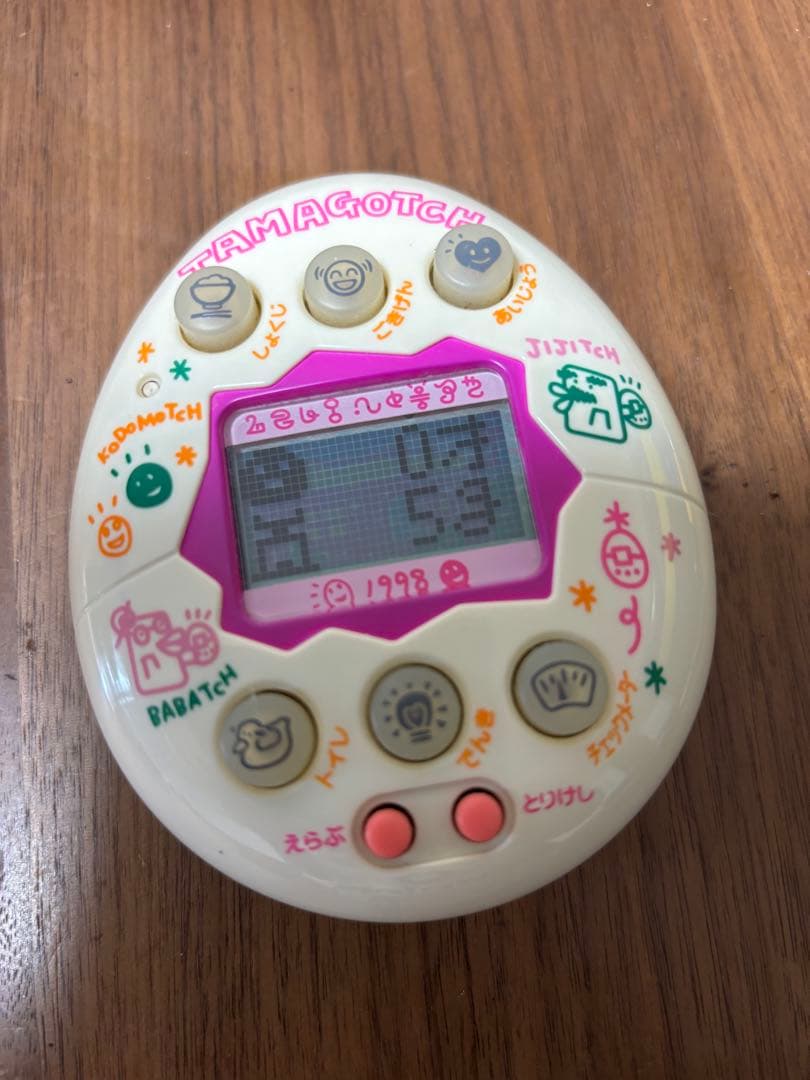 TAMAGOTCH
しょくじ
ごきげん
あいじょう
JIJITCH
KODOMOTCH
1998
BABATCH
トイレ
でんき
チェックメーター
えらぶ
とりけし